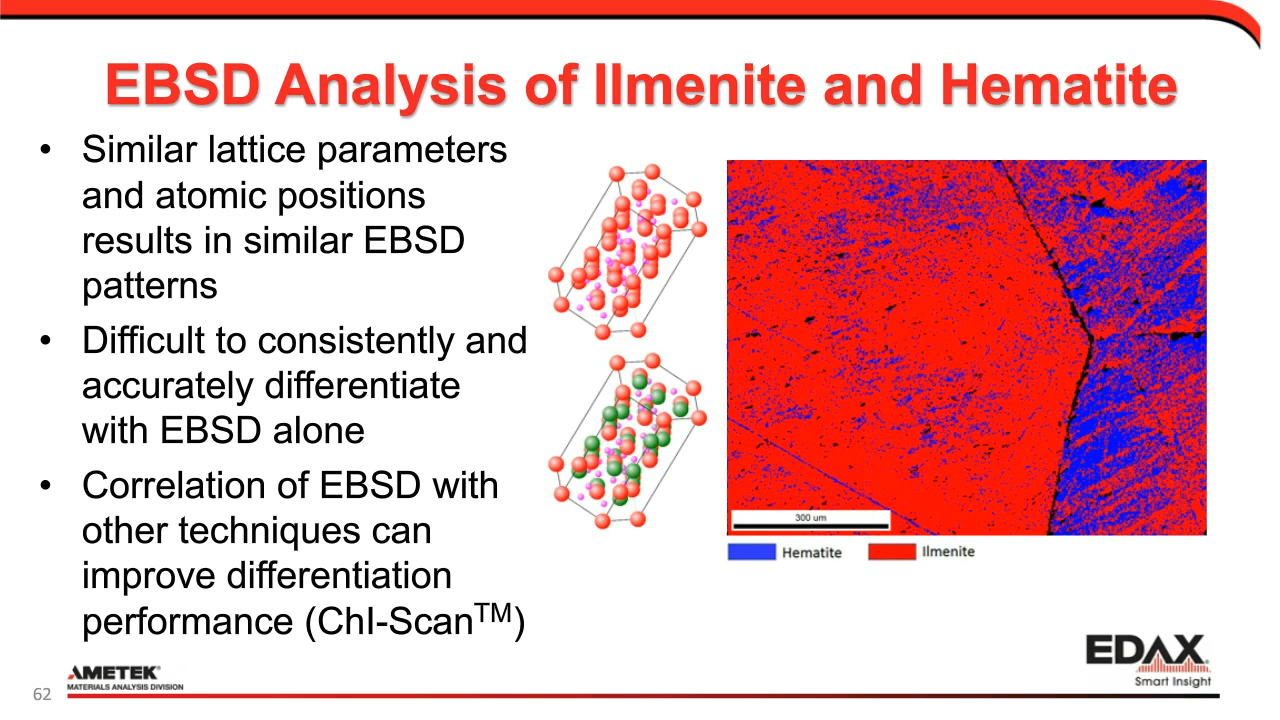 EBSD Analysis of Ilmenite and Hematite
• Similar lattice parameters
and atomic positions
results in similar EBSD
patterns
• Difficult to consistently and
accurately differentiate
with EBSD alone
• Correlation of EBSD with
other techniques can
improve differentiation
performance (ChI-Scan™)
300 um
Hematite Ilmenite
62
AMETEK®
MATERIALS ANALYSIS DIVISION
EDAX®
Smart Insight